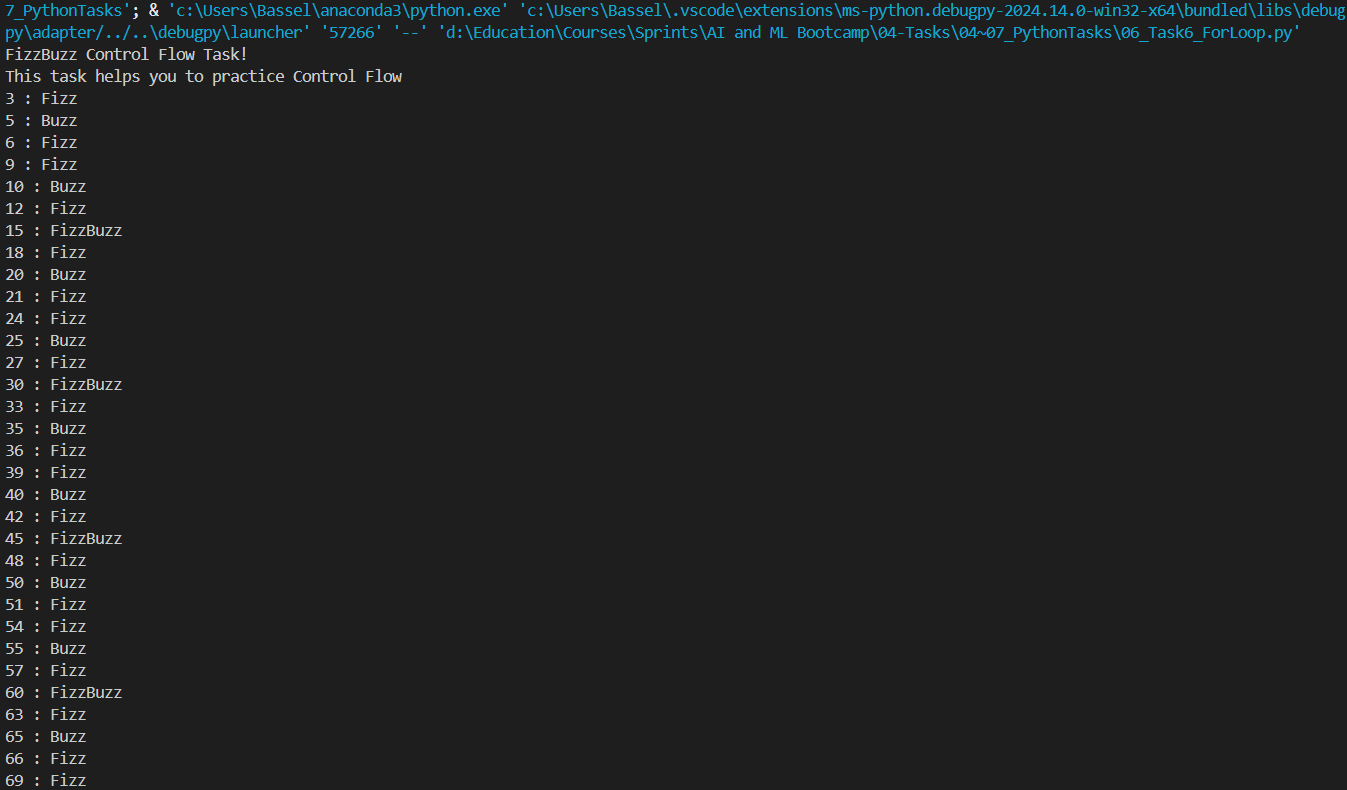 7_PythonTasks'; & 'c:\Users\Bassel\anaconda3\python.exe' 'c:\Users\Bassel\.vscode\extensions\ms-python.debugpy-2024.14.0-win32-x64\bundled\libs\debug
py\adapter/../..\debugpy\launcher' '57266' '--' 'd:\Education\Courses\Sprints\AI and ML Bootcamp\04-Tasks\04~07_PythonTasks\06_Task6_ForLoop.py'
FizzBuzz Control Flow Task!
This task helps you to practice Control Flow
3 : Fizz
5 : Buzz
6 : Fizz
9 : Fizz
10 : Buzz
12 : Fizz
15 : FizzBuzz
18 : Fizz
20 : Buzz
21 : Fizz
24 : Fizz
25 : Buzz
27 : Fizz
30 : FizzBuzz
33 : Fizz
35 : Buzz
36 : Fizz
39 : Fizz
40 : Buzz
42 : Fizz
45 : FizzBuzz
48 : Fizz
50 : Buzz
51 : Fizz
54 : Fizz
55 : Buzz
57 : Fizz
60 : FizzBuzz
63 : Fizz
65 : Buzz
66 : Fizz
69 : Fizz